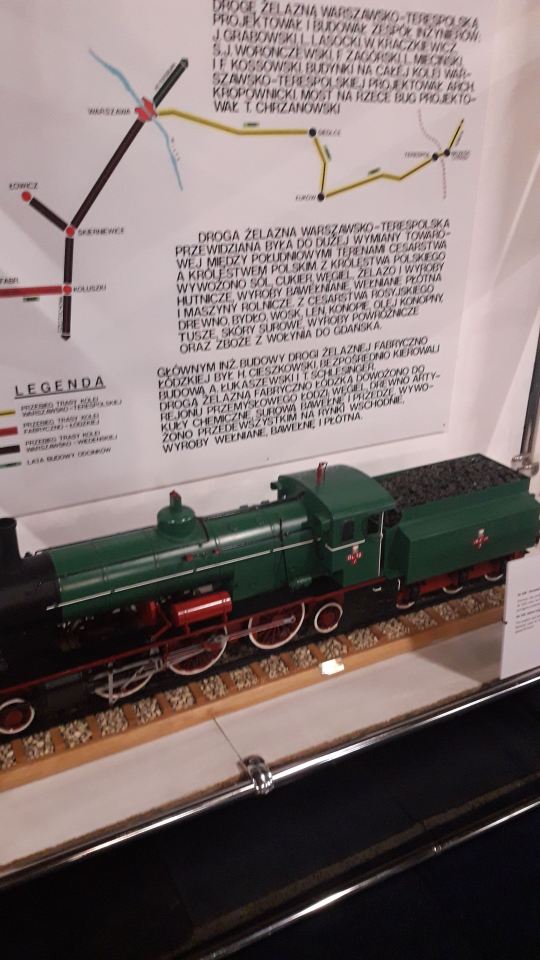 DROGĘ ŻELAZNĄ WARSZAWSKO-TERESPOLSKĄ
PROJEKTOWAŁ I BUDOWAŁ ZESPÓŁ INŻYNIERÓW:
J. GRABOWSKI, L. LASOCKI, W. KRACZKIEWICZ,
S.J. WORONCZEWSKI, F. ZAGÓRSKI, L. MIECIŃSKI,
I F. KOSSOWSKI. BUDYNKI NA CAŁEJ KOLEI WAR-
SZAWSKO-TERESPOLSKIEJ PROJEKTOWAŁ ARCH.
KROPOWNICKI, MOST NA RZECE BUG PROJEKTO-
WAŁ T. CHRZANOWSKI
WARSZAWA
SIEDLCE
TERESPOL
ŁUKÓW
ŁOWICZ
SKIERNIEWICE
KOLUSZKI
DROGA ŻELAZNA WARSZAWSKO-TERESPOLSKA
PRZEWIDZIANA BYŁA DO DUŻEJ WYMIANY TOWARO-
WEJ MIĘDZY POŁUDNIOWYMI TERENAMI CESARSTWA
A KRÓLESTWEM POLSKIM. Z KRÓLESTWA POLSKIEGO
WYWOŻONO SÓL, CUKIER, WĘGIEL, ŻELAZO I WYROBY
HUTNICZE, WYROBY BAWEŁNIANE, WEŁNIANE, PŁÓTNA
I MASZYNY ROLNICZE. Z CESARSTWA ROSYJSKIEGO
DREWNO, BYDŁO, WOSK, LEN, KONOPIE, OLEJ KONOPNY,
TUSZE, SKÓRY SUROWE, WYROBY POWROŹNICZE
ORAZ ZBOŻE Z WOŁYNIA DO GDAŃSKA.
GŁÓWNYM INŻ. BUDOWY DROGI ŻELAZNEJ FABRYCZNO
ŁÓDZKIEJ BYŁ H. CIESZKOWSKI, BEZPOŚREDNIO KIEROWALI
BUDOWĄ A. ŁUKASZEWSKI I T. SCHLESINGER.
DROGĄ ŻELAZNĄ FABRYCZNO ŁÓDZKĄ DOWOŻONO DO
REJONU PRZEMYSŁOWEGO ŁODZI, WĘGIEL, DREWNO, ARTY-
KUŁY CHEMICZNE, SUROWĄ BAWEŁNĘ I PRZĘDZĘ. WYWO-
ŻONO PRZEDEWSZYSTKIM NA RYNKI WSCHODNIE,
WYROBY WEŁNIANE, BAWEŁNĘ, I PŁÓTNA.
LEGENDA
PRZEBIEG TRASY KOLEI
WARSZAWSKO-TERESPOLSKIEJ
PRZEBIEG TRASY KOLEI
FABRYCZNO-ŁÓDZKIEJ
PRZEBIEG TRASY KOLEI
WARSZAWSKO-WIEDEŃSKIEJ
LATA BUDOWY ODCINKÓW